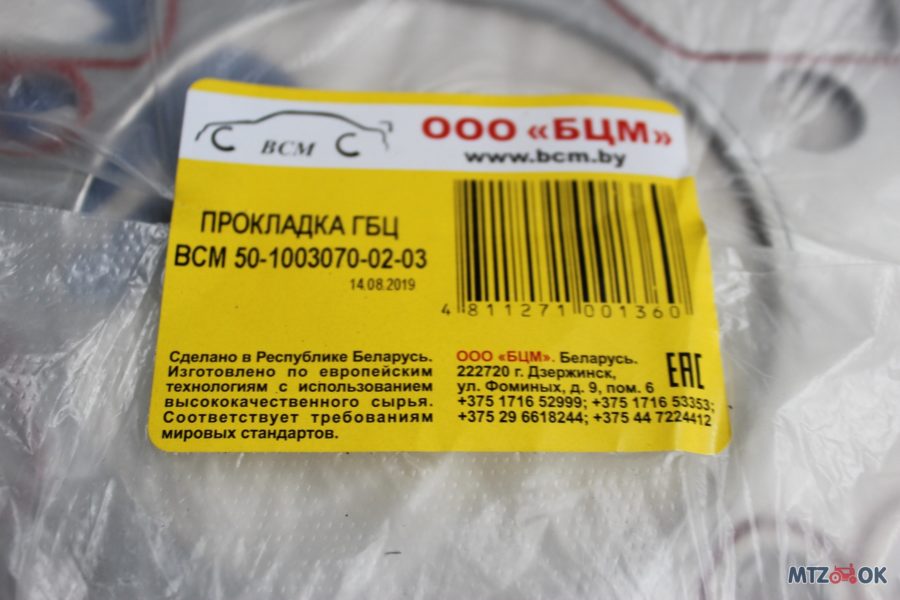 BCM
ООО «БЦМ»
www.bcm.by
ПРОКЛАДКА ГБЦ
BCM 50-1003070-02-03
14.08.2019
4 811271 001360
Сделано в Республике Беларусь.
Изготовлено по европейским
технологиям с использованием
высококачественного сырья.
Соответствует требованиям
мировых стандартов.
ООО «БЦМ». Беларусь.
222720 г. Дзержинск,
ул. Фоминых, д. 9, пом. 6
+375 1716 52999; +375 1716 53353;
+375 29 6618244; +375 44 7224412
EAC
MTZ OK